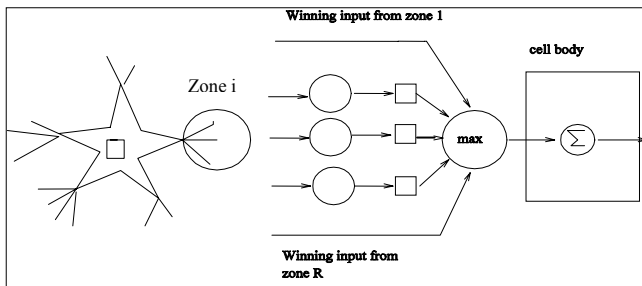 Winning input from zone 1
cell body
Zone i
max
Σ
Winning input from
zone R